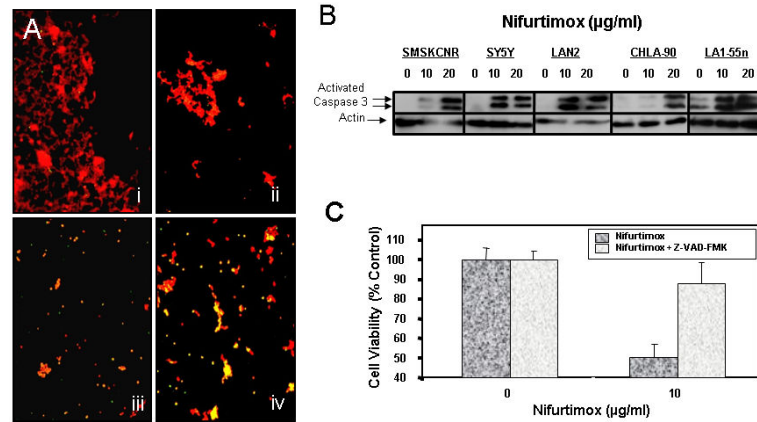 A
i
ii
iii
iv
B
Nifurtimox (µg/ml)
SMSKCNR SY5Y LAN2 CHLA-90 LA1-55n
0 10 20 0 10 20 0 10 20 0 10 20 0 10 20
Activated
Caspase 3
Actin
C
Nifurtimox
Nifurtimox + Z-VAD-FMK
Cell Viability (% Control)
110
100
90
80
70
60
50
40
0 10
Nifurtimox (µg/ml)